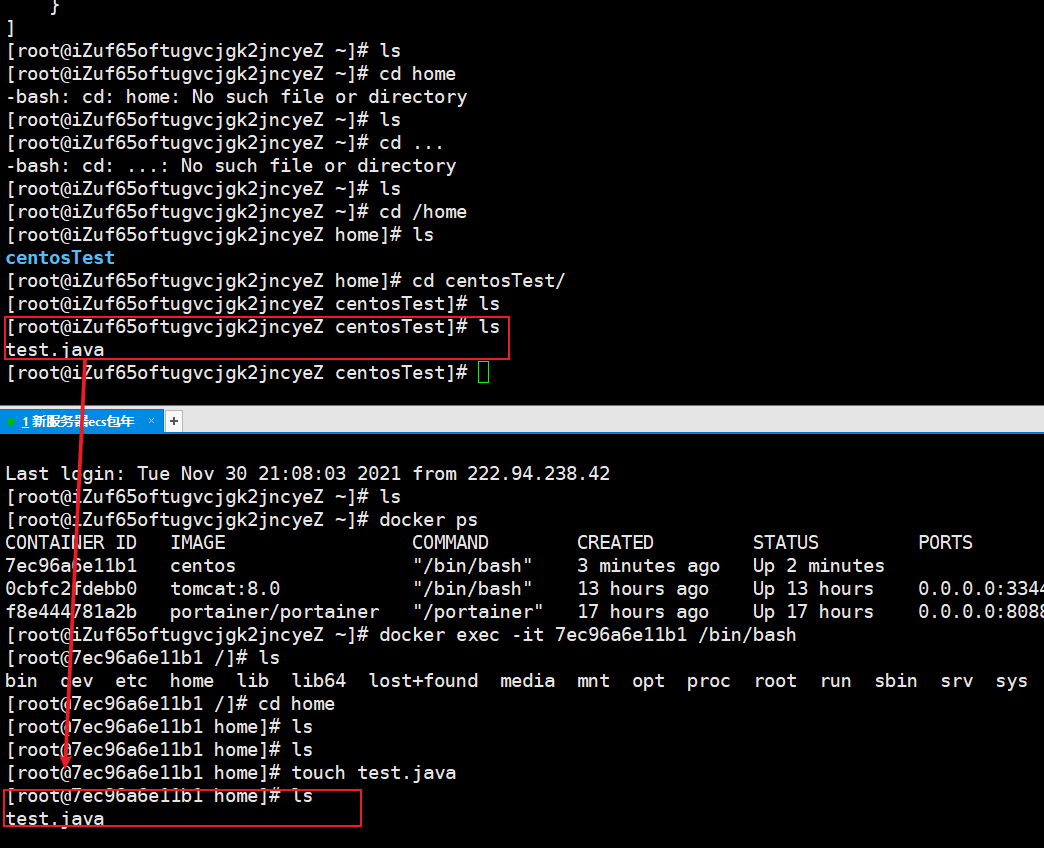 }
]
[root@iZuf65oftugvcjgk2jncyeZ ~]# ls
[root@iZuf65oftugvcjgk2jncyeZ ~]# cd home
-bash: cd: home: No such file or directory
[root@iZuf65oftugvcjgk2jncyeZ ~]# ls
[root@iZuf65oftugvcjgk2jncyeZ ~]# cd ...
-bash: cd: ...: No such file or directory
[root@iZuf65oftugvcjgk2jncyeZ ~]# ls
[root@iZuf65oftugvcjgk2jncyeZ ~]# cd /home
[root@iZuf65oftugvcjgk2jncyeZ home]# ls
centosTest
[root@iZuf65oftugvcjgk2jncyeZ home]# cd centosTest/
[root@iZuf65oftugvcjgk2jncyeZ centosTest]# ls
[root@iZuf65oftugvcjgk2jncyeZ centosTest]# ls
test.java
[root@iZuf65oftugvcjgk2jncyeZ centosTest]#
1 新服务器ecs包年 × +
Last login: Tue Nov 30 21:08:03 2021 from 222.94.238.42
[root@iZuf65oftugvcjgk2jncyeZ ~]# ls
[root@iZuf65oftugvcjgk2jncyeZ ~]# docker ps
CONTAINER ID   IMAGE                 COMMAND        CREATED         STATUS         PORTS
7ec96a6e11b1   centos                "/bin/bash"    3 minutes ago   Up 2 minutes
0cbfc2fdebb0   tomcat:8.0            "/bin/bash"    13 hours ago    Up 13 hours    0.0.0.0:3344
f8e444781a2b   portainer/portainer   "/portainer"   17 hours ago    Up 17 hours    0.0.0.0:8088
[root@iZuf65oftugvcjgk2jncyeZ ~]# docker exec -it 7ec96a6e11b1 /bin/bash
[root@7ec96a6e11b1 /]# ls
bin  dev  etc  home  lib  lib64  lost+found  media  mnt  opt  proc  root  run  sbin  srv  sys
[root@7ec96a6e11b1 /]# cd home
[root@7ec96a6e11b1 home]# ls
[root@7ec96a6e11b1 home]# ls
[root@7ec96a6e11b1 home]# touch test.java
[root@7ec96a6e11b1 home]# ls
test.java